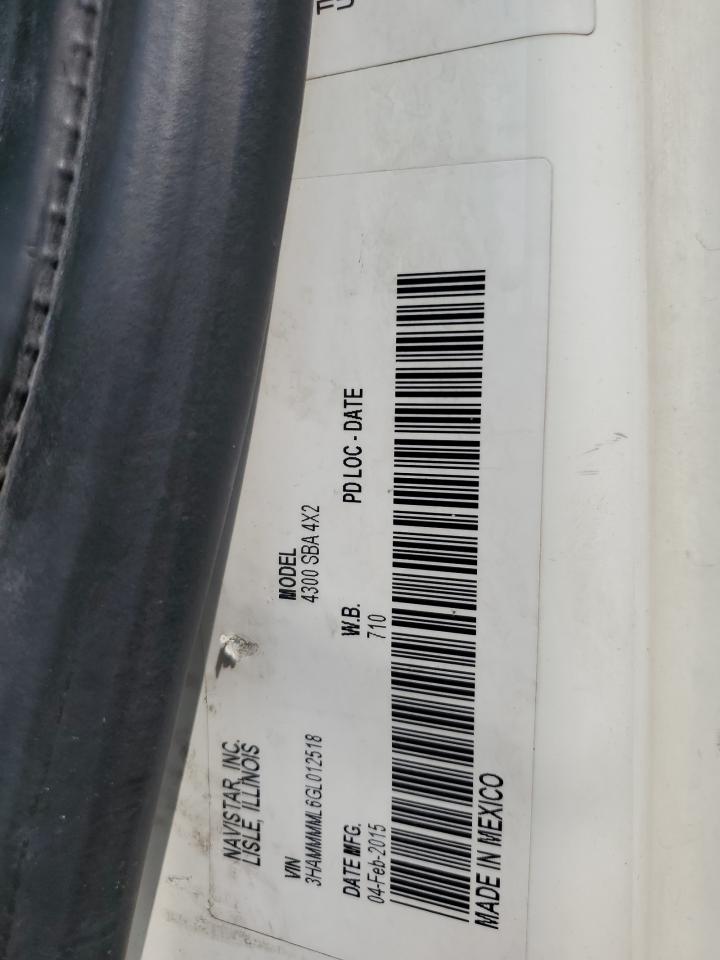 NAVISTAR, INC.
LISLE, ILLINOIS
VIN
3HAMMMML6GL012518
MODEL
4300 SBA 4X2
DATE MFG.
04-Feb-2015
W.B.
710
PD LOC - DATE
MADE IN MEXICO